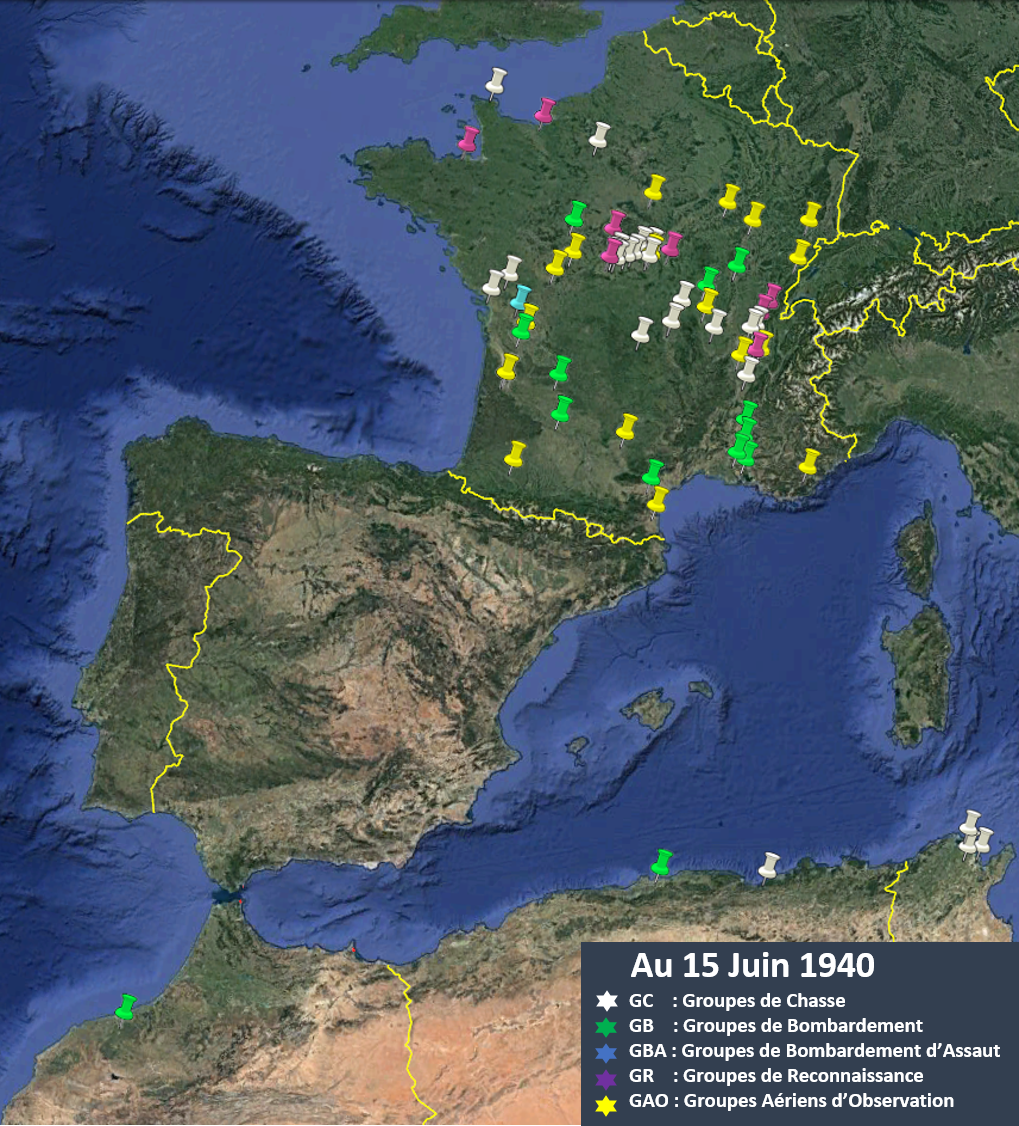 Au 15 Juin 1940
GC : Groupes de Chasse
GB : Groupes de Bombardement
GBA : Groupes de Bombardement d’Assaut
GR : Groupes de Reconnaissance
GAO : Groupes Aériens d’Observation